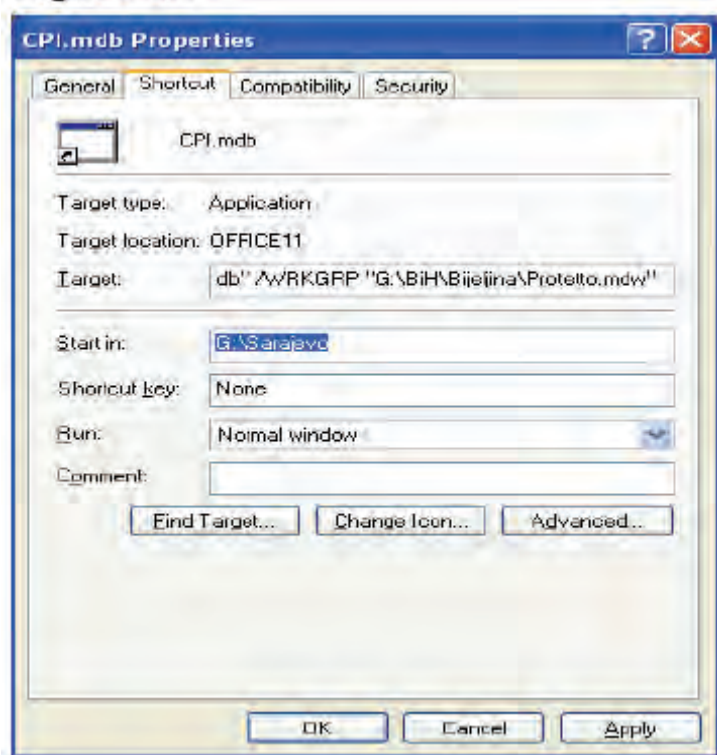 CPI.mdb Properties
General Shortcut Compatibility Security
CPI.mdb
Target type: Application
Target location: OFFICE11
Target: db" /WRKGRP "G:\BiH\Bijeljina\Protetto.mdw"
Start in: G:\Sarajevo
Shortcut key: None
Run: Normal window
Comment:
Find Target... Change Icon... Advanced...
OK Cancel Apply